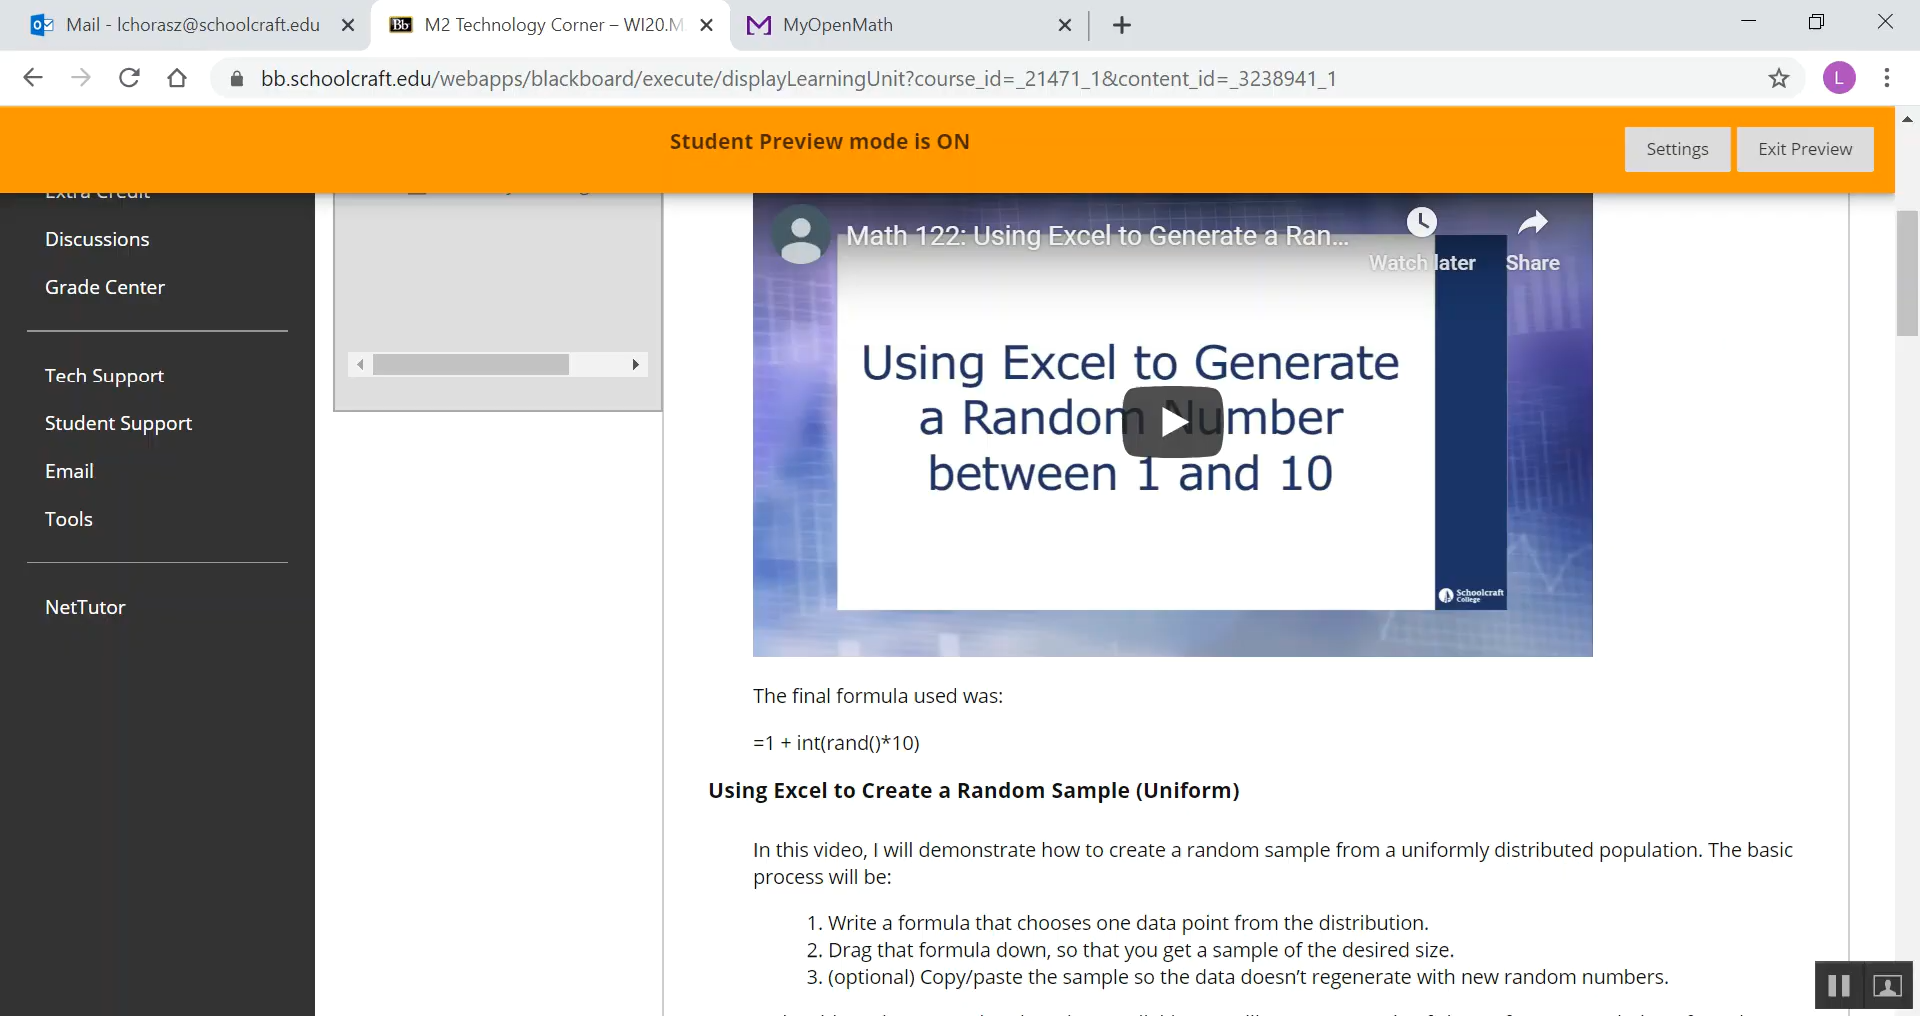 Mail - lchorasz@schoolcraft.edu
Bb M2 Technology Corner – WI20.M
MyOpenMath
bb.schoolcraft.edu/webapps/blackboard/execute/displayLearningUnit?course_id=_21471_1&content_id=_3238941_1
L
Student Preview mode is ON
Settings
Exit Preview
Extra Credit
Discussions
Grade Center
Tech Support
Student Support
Email
Tools
NetTutor
Math 122: Using Excel to Generate a Ran...
Watch later
Share
Using Excel to Generate
a Random Number
between 1 and 10
Schoolcraft
College
The final formula used was:
=1 + int(rand()*10)
Using Excel to Create a Random Sample (Uniform)
In this video, I will demonstrate how to create a random sample from a uniformly distributed population. The basic
process will be:
1. Write a formula that chooses one data point from the distribution.
2. Drag that formula down, so that you get a sample of the desired size.
3. (optional) Copy/paste the sample so the data doesn't regenerate with new random numbers.